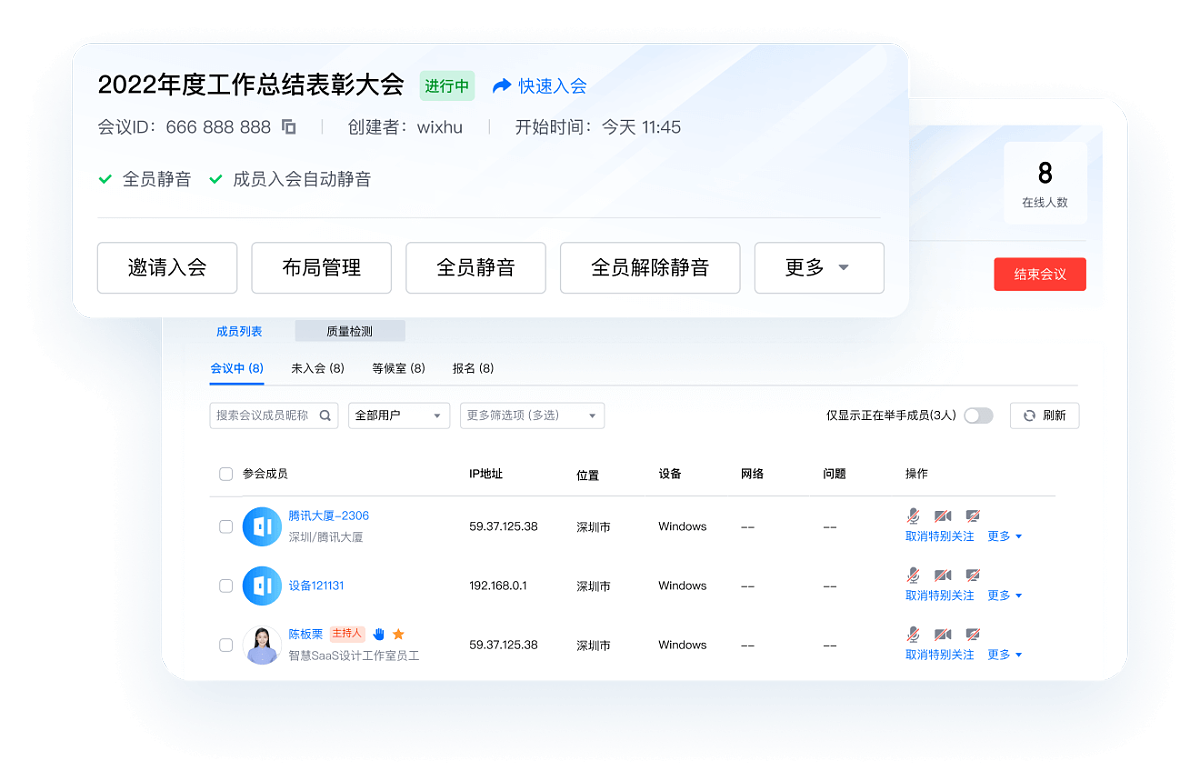 2022年度工作总结表彰大会 进行中 快速入会
会议ID：666 888 888 创建者：wixhu 开始时间：今天 11:45
全员静音 成员入会自动静音
8
在线人数
邀请入会 布局管理 全员静音 全员解除静音 更多
结束会议
成员列表 质量检测
会议中 (8) 未入会 (8) 等候室 (8) 报名 (8)
搜索会议成员昵称 全部用户 更多筛选项 (多选) 仅显示正在举手成员(3人) 刷新
参会成员 IP地址 位置 设备 网络 问题 操作
腾讯大厦-2306
深圳/腾讯大厦
59.37.125.38 深圳市 Windows -- --
取消特别关注 更多
设备121131 192.168.0.1 深圳市 Windows -- --
取消特别关注 更多
陈板栗 主持人
智慧SaaS设计工作室员工
59.37.125.38 深圳市 Windows -- --
取消特别关注 更多